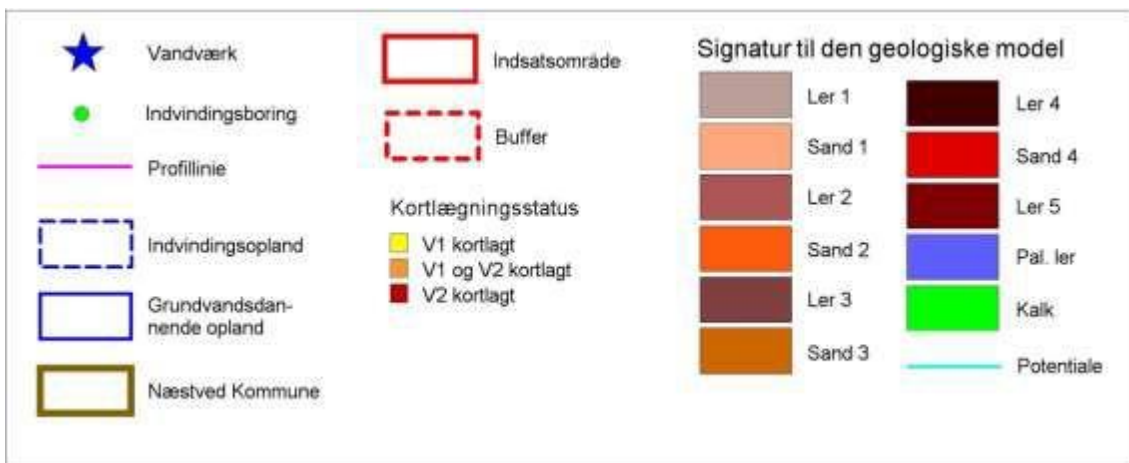 Vandværk
Indvindingsboring
Profillinie
Indvindingsopland
Grundvandsdan-
nende opland
Næstved Kommune
Indsatsområde
Buffer
Kortlægningsstatus
V1 kortlagt
V1 og V2 kortlagt
V2 kortlagt
Signatur til den geologiske model
Ler 1
Sand 1
Ler 2
Sand 2
Ler 3
Sand 3
Ler 4
Sand 4
Ler 5
Pal. ler
Kalk
Potentiale